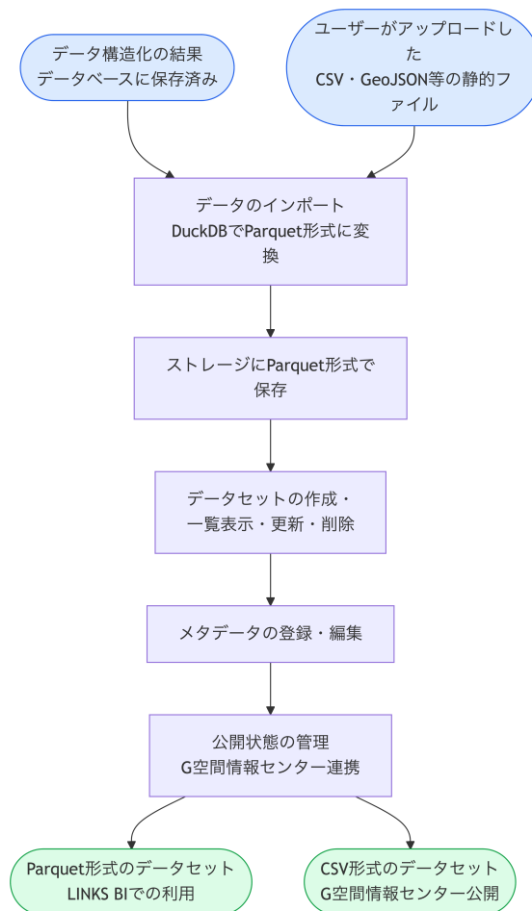 データ構造化の結果
データベースに保存済み
ユーザーがアップロードし
た
CSV・GeoJSON等の静的フ
ァイル
データのインポート
DuckDBでParquet形式に変
換
ストレージにParquet形式で
保存
データセットの作成・
一覧表示・更新・削除
メタデータの登録・編集
公開状態の管理
G空間情報センター連携
Parquet形式のデータセット
LINKS BIでの利用
CSV形式のデータセット
G空間情報センター公開